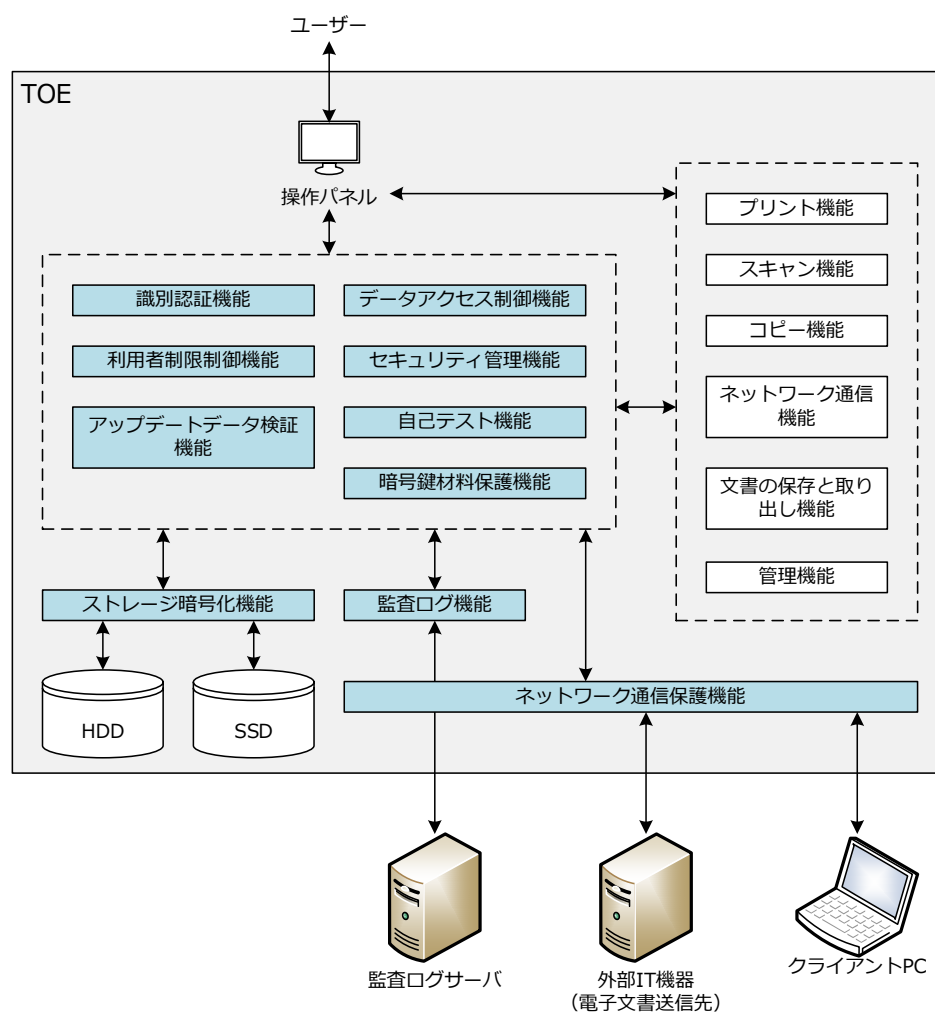 ユーザー
TOE
操作パネル
識別認証機能
利用者制限制御機能
アップデートデータ検証
機能
データアクセス制御機能
セキュリティ管理機能
自己テスト機能
暗号鍵材料保護機能
プリント機能
スキャン機能
コピー機能
ネットワーク通信
機能
文書の保存と取り
出し機能
管理機能
ストレージ暗号化機能
監査ログ機能
HDD
SSD
ネットワーク通信保護機能
監査ログサーバ
外部IT機器
（電子文書送信先）
クライアントPC